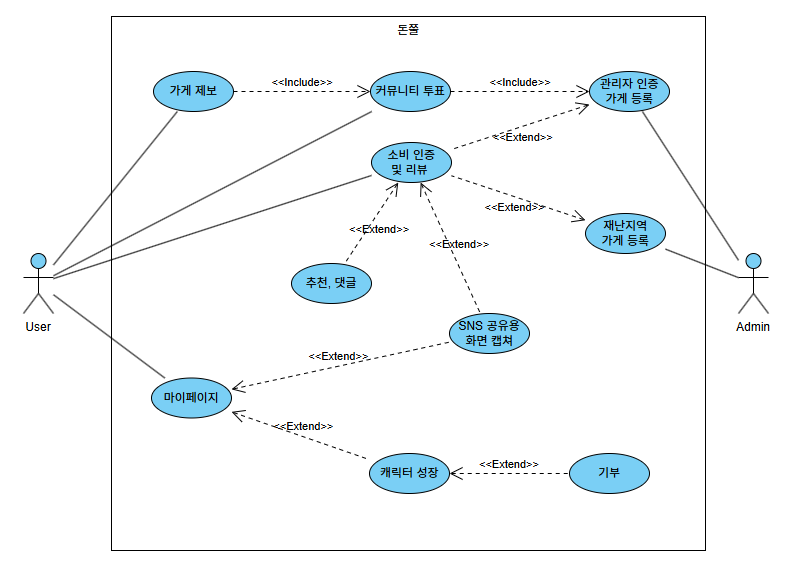 돈쭐
가게 제보
<<Include>>
커뮤니티 투표
<<Include>>
관리자 인증
가게 등록
<<Extend>>
소비 인증
및 리뷰
<<Extend>>
재난지역
가게 등록
<<Extend>>
<<Extend>>
추천, 댓글
User
Admin
SNS 공유용
화면 캡쳐
<<Extend>>
마이페이지
<<Extend>>
캐릭터 성장
<<Extend>>
기부